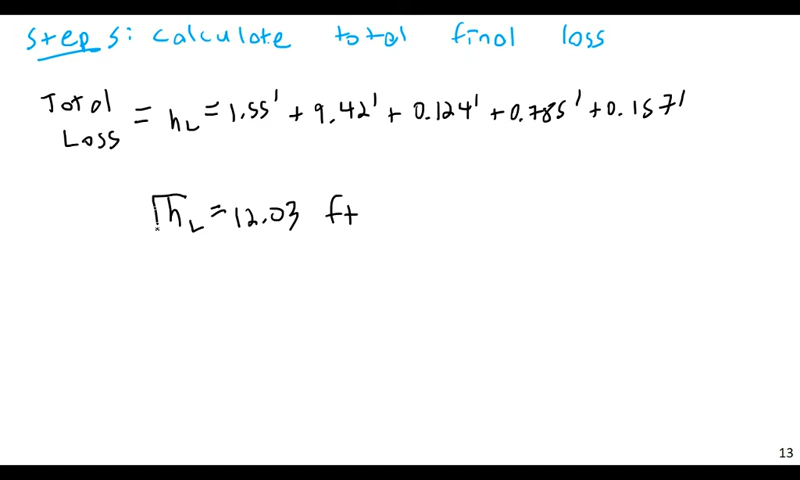 Step 5: calculate total final loss
Total Loss = hL = 1.55' + 9.42' + 0.124' + 0.785' + 0.157'
hL = 12.03 ft
13